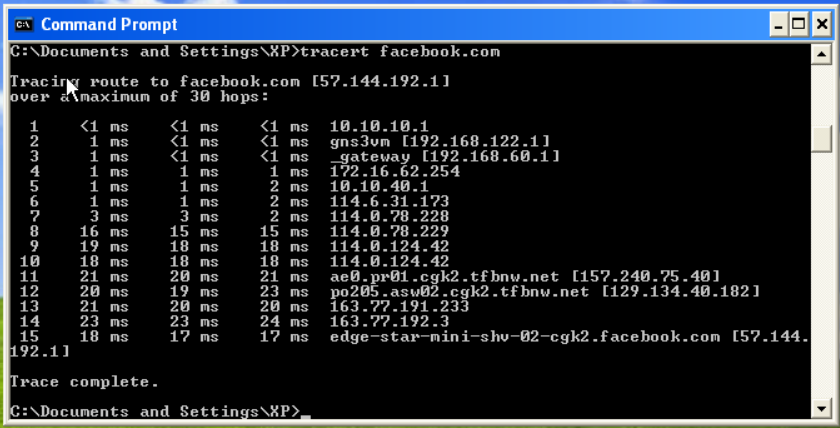 Command Prompt
C:\Documents and Settings\XP>tracert facebook.com
Tracing route to facebook.com [57.144.192.1]
over a maximum of 30 hops:
1 <1 ms <1 ms <1 ms 10.10.10.1
2 1 ms <1 ms <1 ms gns3vm [192.168.122.1]
3 1 ms <1 ms <1 ms _gateway [192.168.60.1]
4 1 ms 1 ms 1 ms 172.16.62.254
5 1 ms 1 ms 2 ms 10.10.40.1
6 1 ms 1 ms 2 ms 114.6.31.173
7 3 ms 3 ms 2 ms 114.0.78.228
8 16 ms 15 ms 15 ms 114.0.78.229
9 19 ms 18 ms 18 ms 114.0.124.42
10 18 ms 18 ms 18 ms 114.0.124.42
11 21 ms 20 ms 21 ms ae0.pr01.cgk2.tfbnw.net [157.240.75.40]
12 20 ms 19 ms 23 ms po205.asw02.cgk2.tfbnw.net [129.134.40.182]
13 21 ms 20 ms 20 ms 163.77.191.233
14 23 ms 23 ms 24 ms 163.77.192.3
15 18 ms 17 ms 17 ms edge-star-mini-shv-02-cgk2.facebook.com [57.144.
192.1]
Trace complete.
C:\Documents and Settings\XP>_